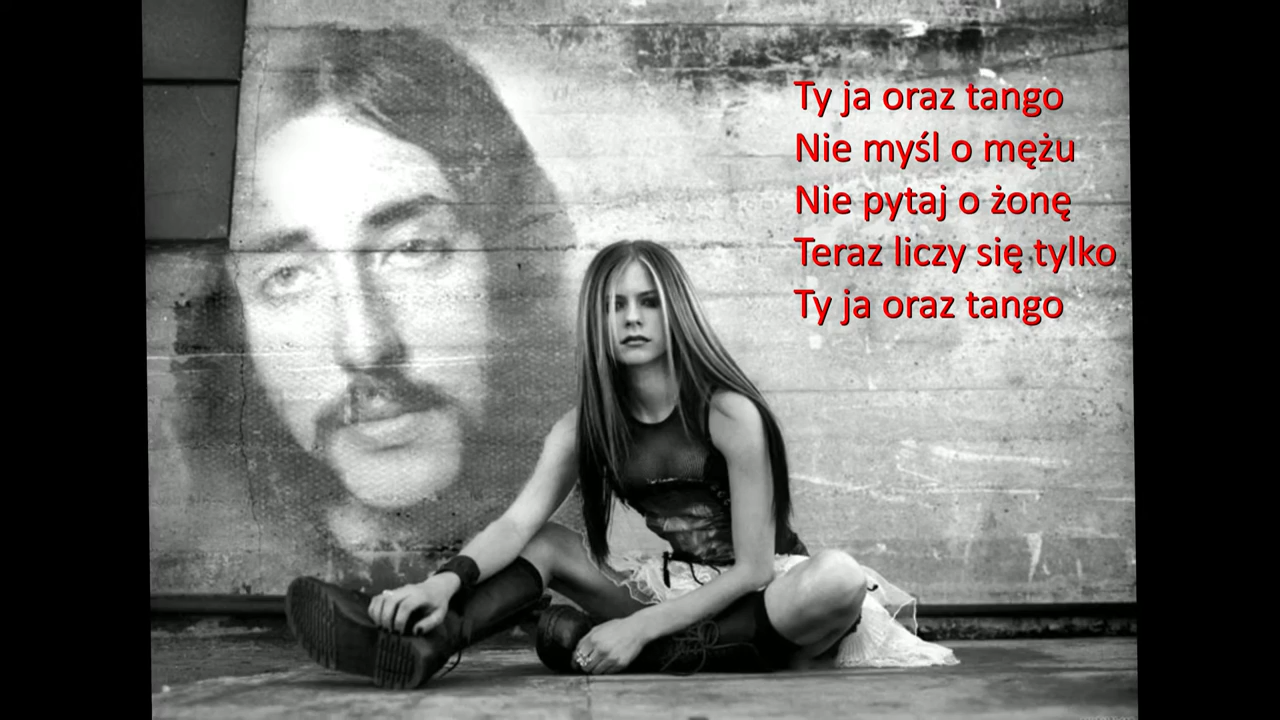 Ty ja oraz tango
Nie myśl o mężu
Nie pytaj o żonę
Teraz liczy się tylko
Ty ja oraz tango